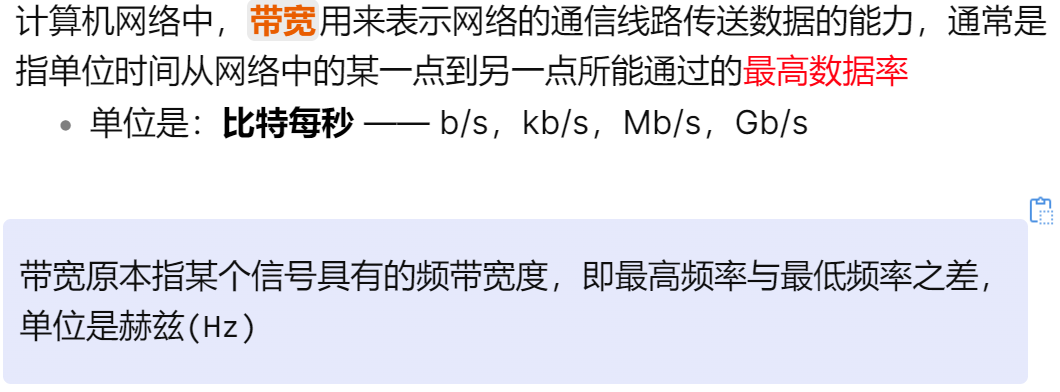 计算机网络中，带宽用来表示网络的通信线路传送数据的能力，通常是
指单位时间从网络中的某一点到另一点所能通过的最高数据率
• 单位是：比特每秒 —— b/s，kb/s，Mb/s，Gb/s
带宽原本指某个信号具有的频带宽度，即最高频率与最低频率之差，
单位是赫兹(Hz)